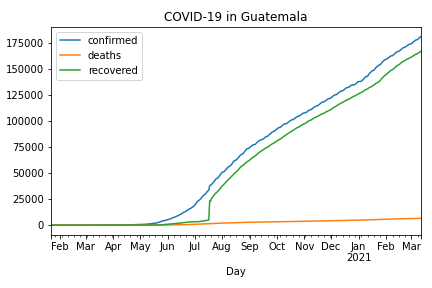 COVID-19 in Guatemala
confirmed
deaths
recovered
175000
150000
125000
100000
75000
50000
25000
0
Feb Mar Apr May Jun Jul Aug Sep Oct Nov Dec Jan Feb Mar
2021
Day